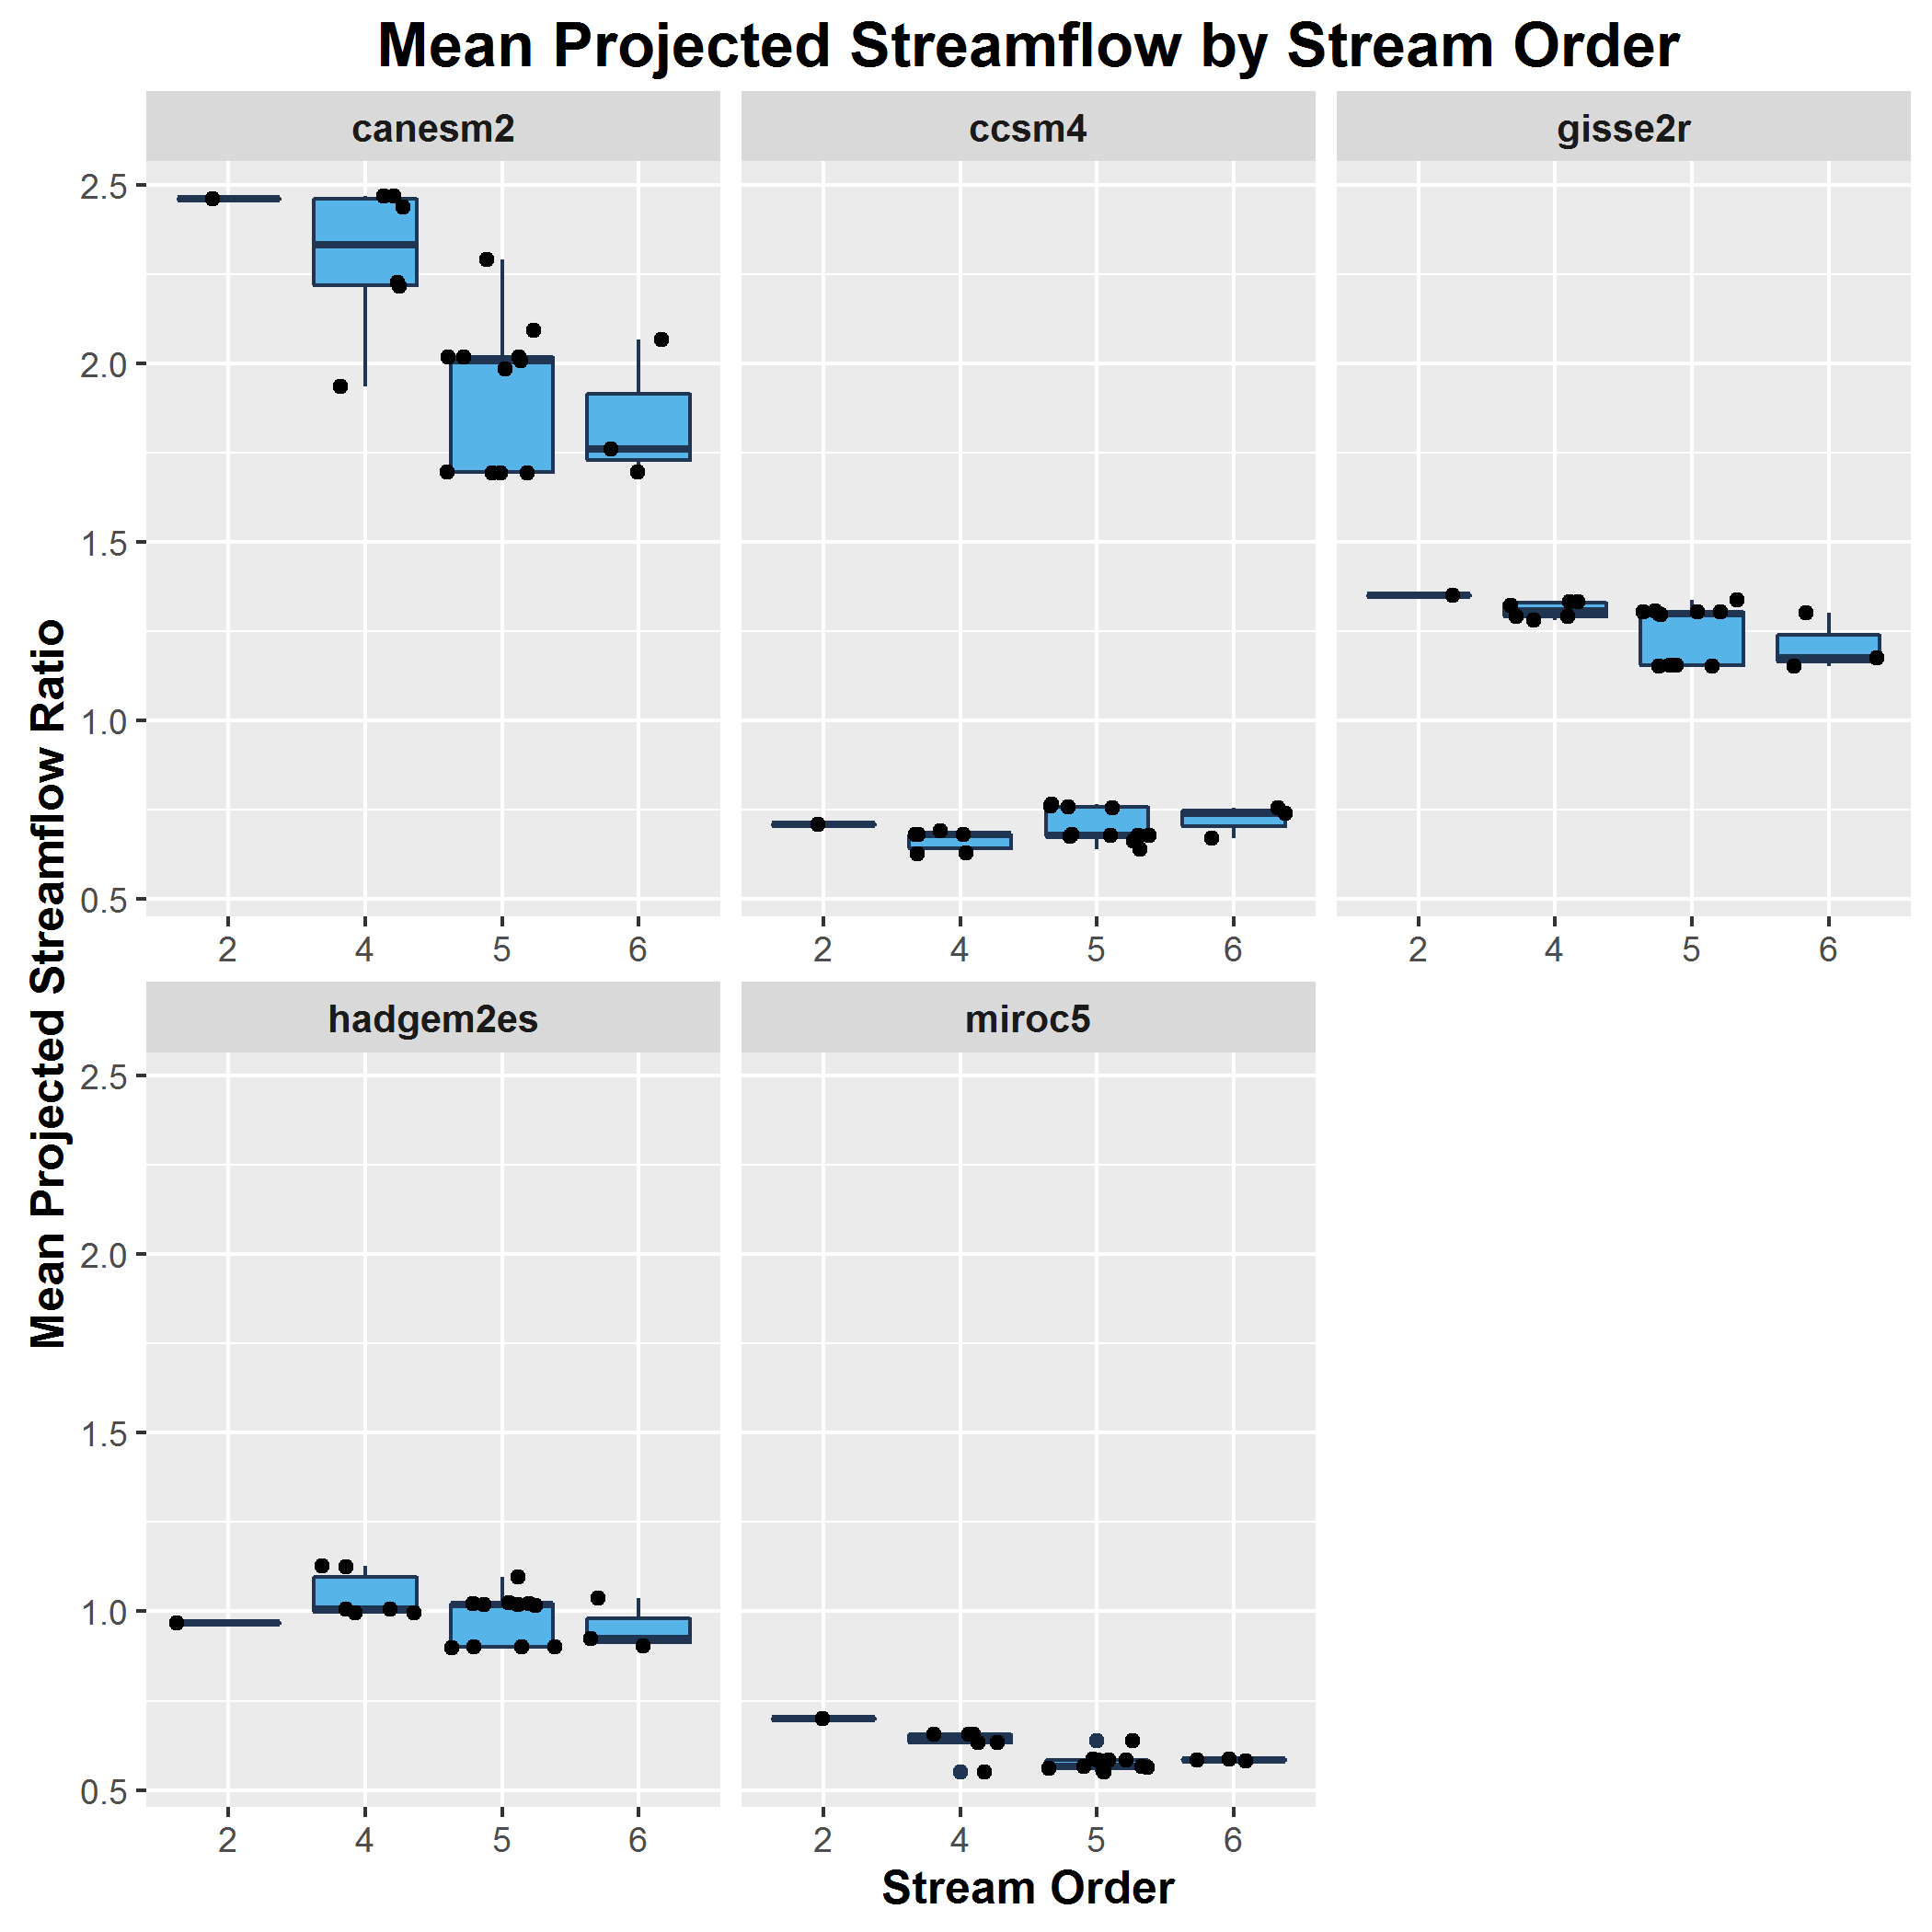 Mean Projected Streamflow by Stream Order
canesm2
ccsm4
gisse2r
2.5
2.0
1.5
1.0
0.5
2 4 5 6
2 4 5 6
2 4 5 6
Mean Projected Streamflow Ratio
hadgem2es
miroc5
2.5
2.0
1.5
1.0
0.5
2 4 5 6
2 4 5 6
Stream Order